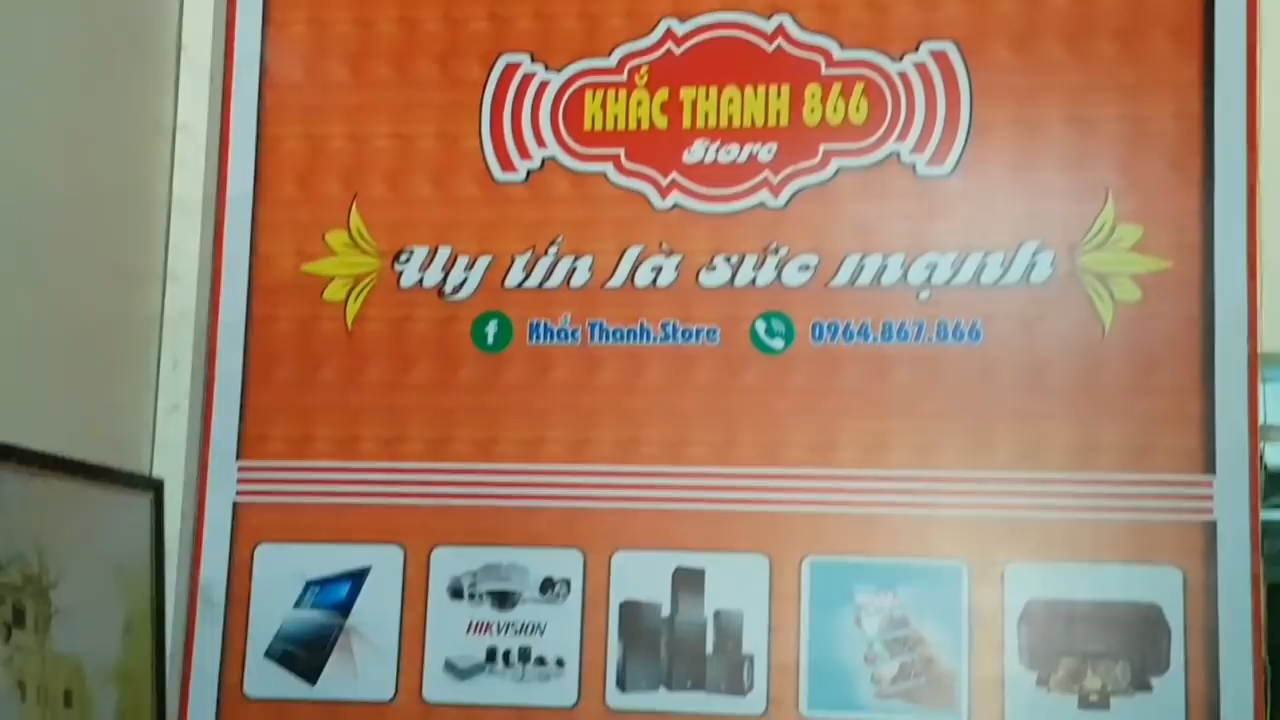 KHẮC THANH 866
Store
Uy tín là sức mạnh
Khắc Thanh.Store 0964.867.866
HIKVISION